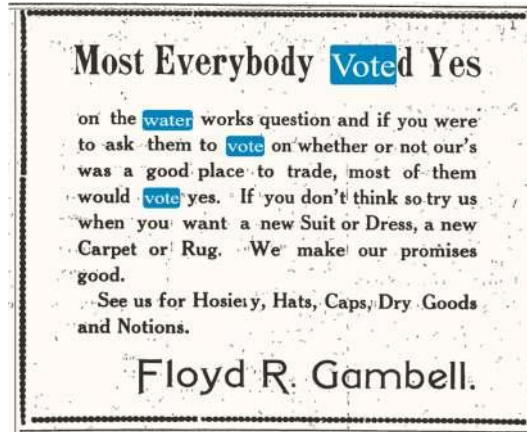 Most Everybody Voted Yes
on the water works question and if you were
to ask them to vote on whether or not our's
was a good place to trade, most of them
would vote yes. If you don't think so try us
when you want a new Suit or Dress, a new
Carpet or Rug. We make our promises
good.
See us for Hosiery, Hats, Caps, Dry Goods
and Notions.
Floyd R. Gambell.